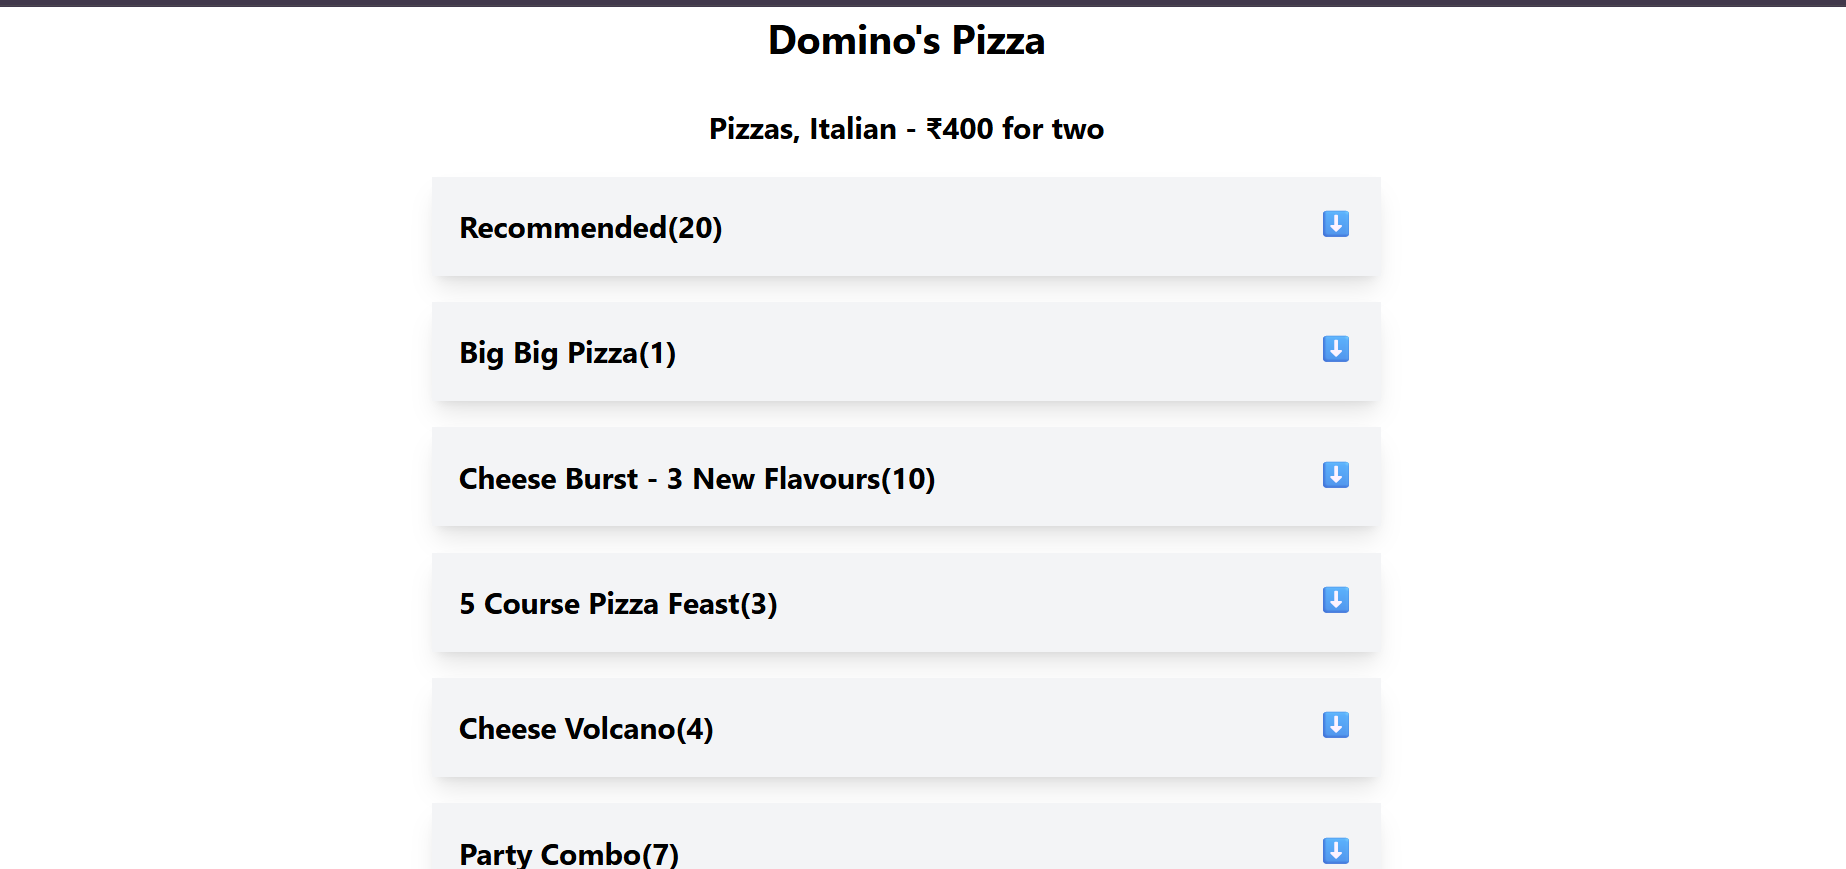 Domino's Pizza
Pizzas, Italian - ₹400 for two
Recommended(20)
Big Big Pizza(1)
Cheese Burst - 3 New Flavours(10)
5 Course Pizza Feast(3)
Cheese Volcano(4)
Party Combo(7)